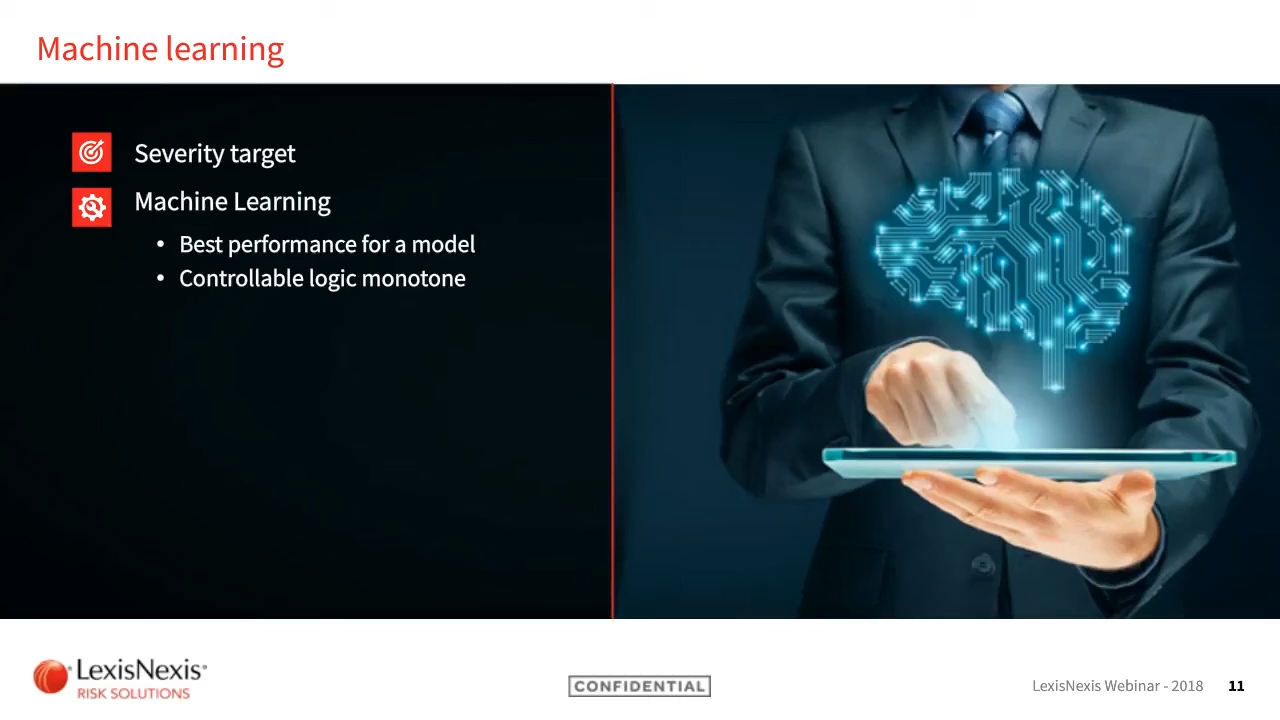 Machine learning
Severity target
Machine Learning
• Best performance for a model
• Controllable logic monotone
LexisNexis®
RISK SOLUTIONS
CONFIDENTIAL
LexisNexis Webinar - 2018 11